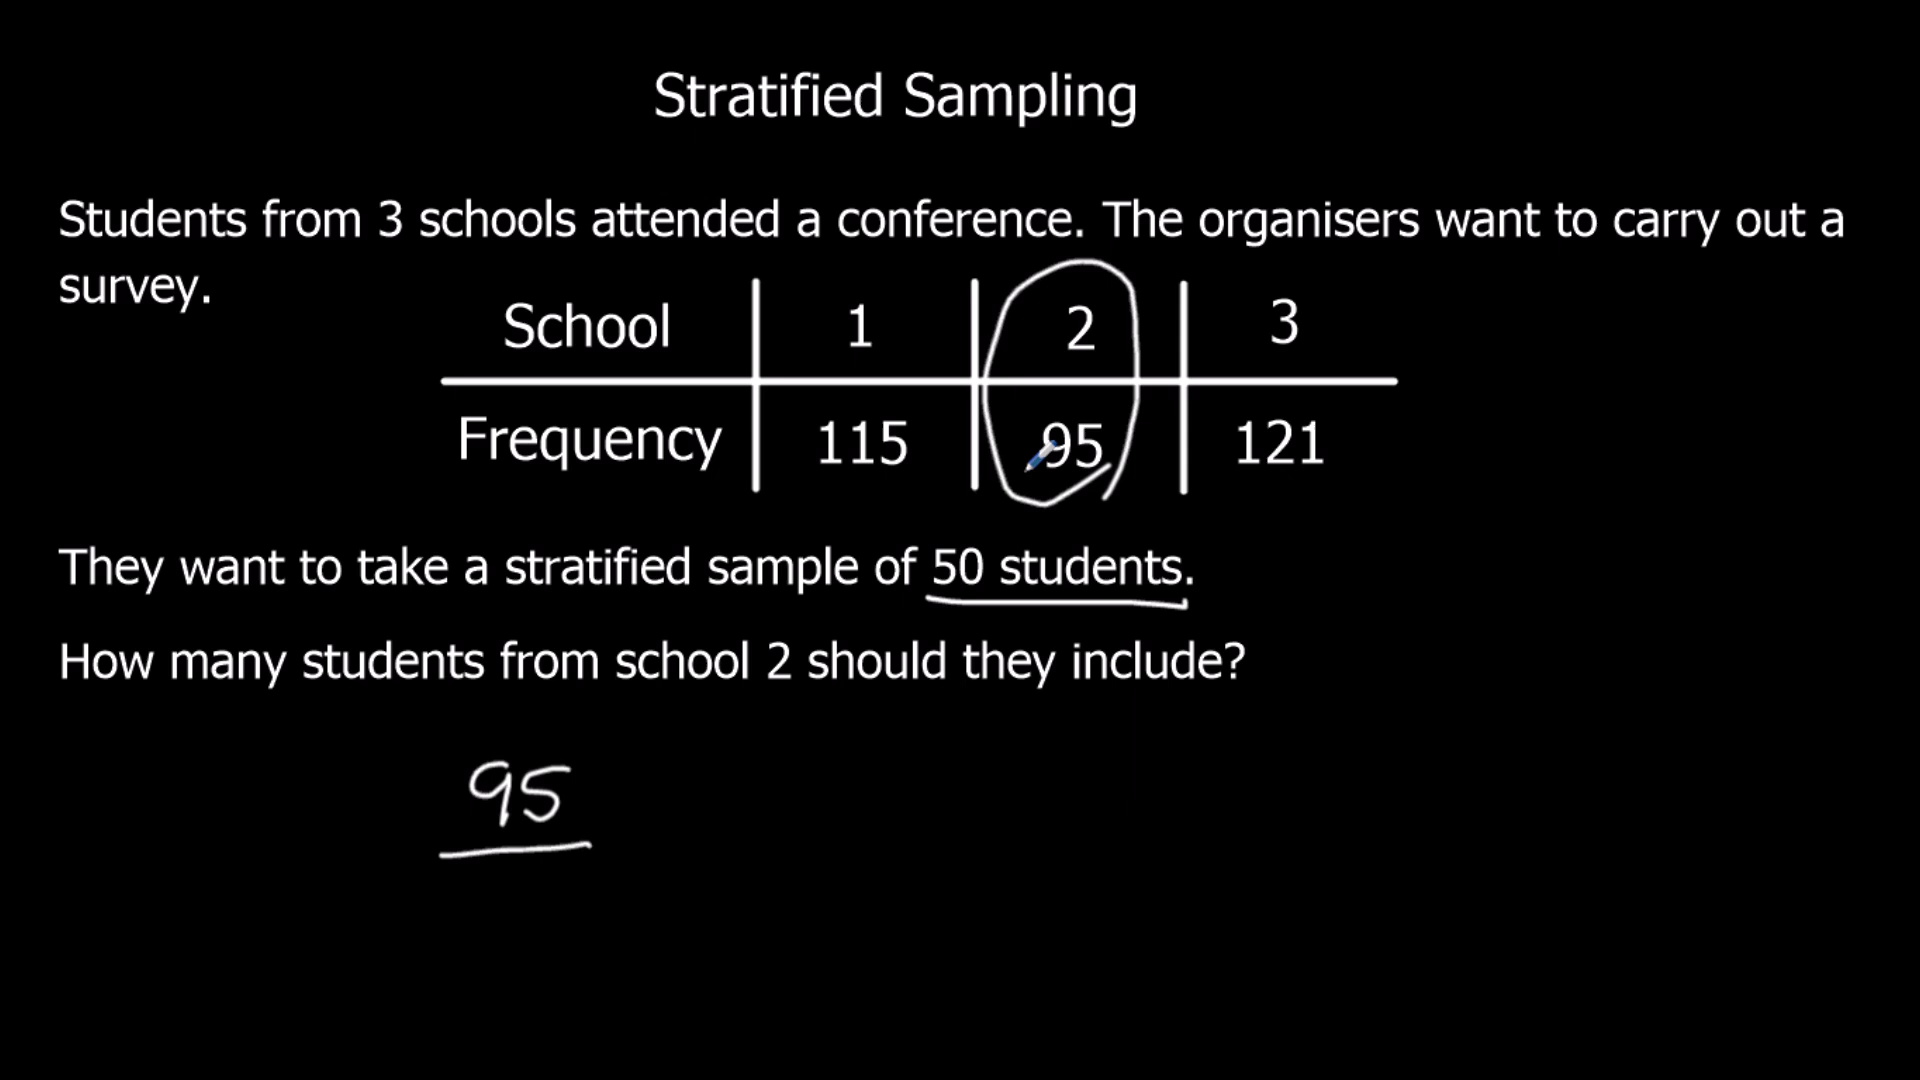 Stratified Sampling
Students from 3 schools attended a conference. The organisers want to carry out a
survey.
School 1 2 3
Frequency 115 95 121
They want to take a stratified sample of 50 students.
How many students from school 2 should they include?
95